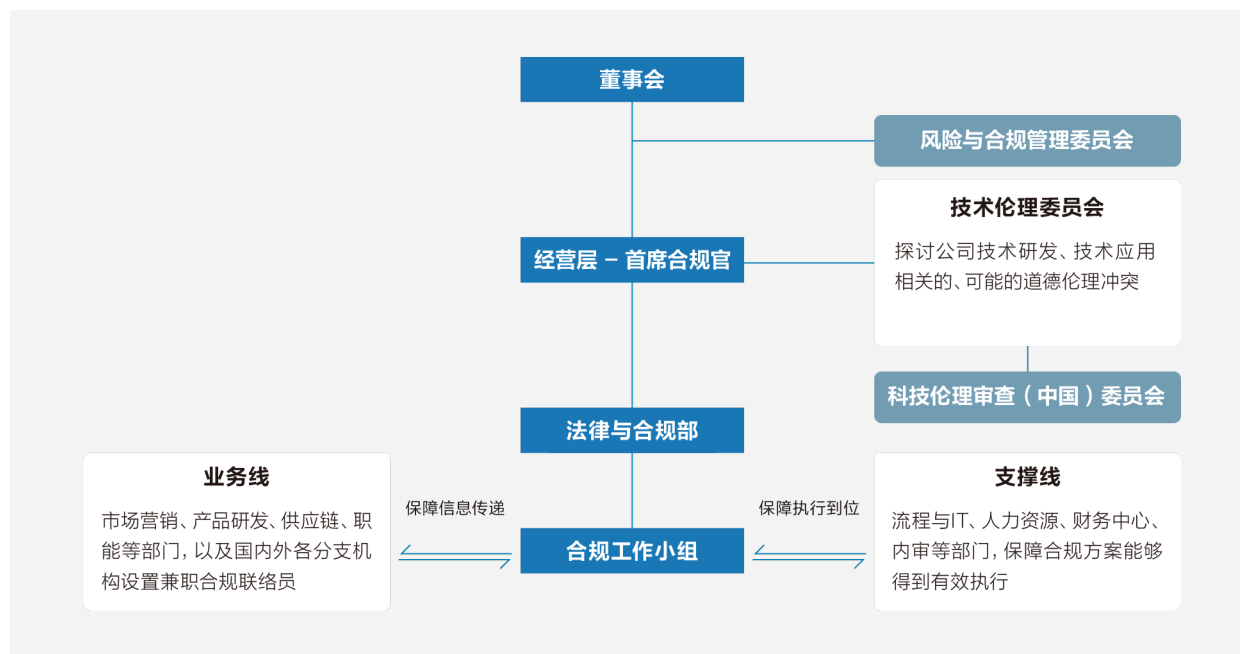 董事会
风险与合规管理委员会
技术伦理委员会
经营层 – 首席合规官
探讨公司技术研发、技术应用
相关的、可能的道德伦理冲突
科技伦理审查（中国）委员会
法律与合规部
业务线
市场营销、产品研发、供应链、职
能等部门，以及国内外各分支机
构设置兼职合规联络员
保障信息传递
合规工作小组
保障执行到位
支撑线
流程与IT、人力资源、财务中心、
内审等部门，保障合规方案能够
得到有效执行